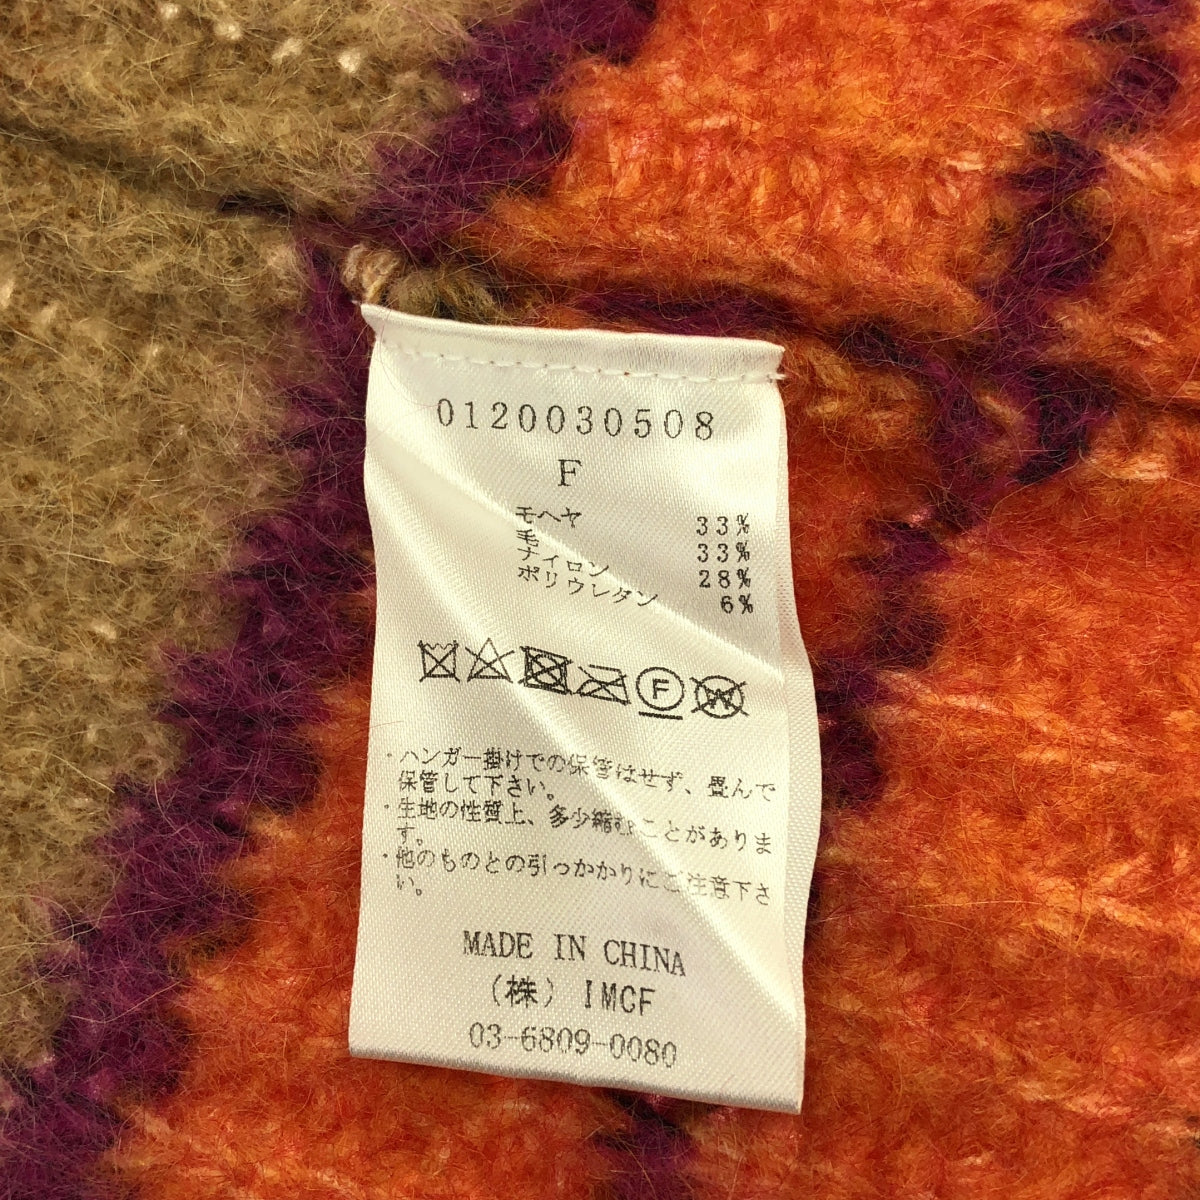 0120030508
F
モヘヤ 33%
毛 33%
ナイロン 28%
ポリウレタン 6%
F
W
・ハンガー掛けでの保管はせず、畳んで
保管して下さい。
・生地の性質上、多少縮むことがありま
す。
・他のものとの引っかかりにご注意下さ
い。
MADE IN CHINA
(株) IMCF
03-6809-0080